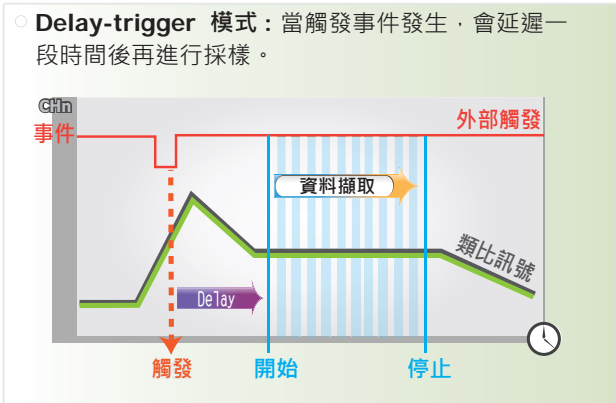 Delay-trigger 模式：當觸發事件發生，會延遲一
段時間後再進行採樣。
CHn
事件
外部觸發
資料擷取
類比訊號
Delay
觸發
開始
停止